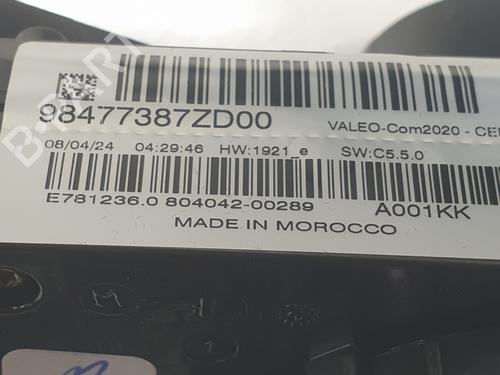 98477387ZD00
VALEO-Com2020 - CE
08/04/24 04:29:46 HW:1921_e SW:C5.5.0
E781236.0 804042-00289 A001KK
MADE IN MOROCCO
M
1